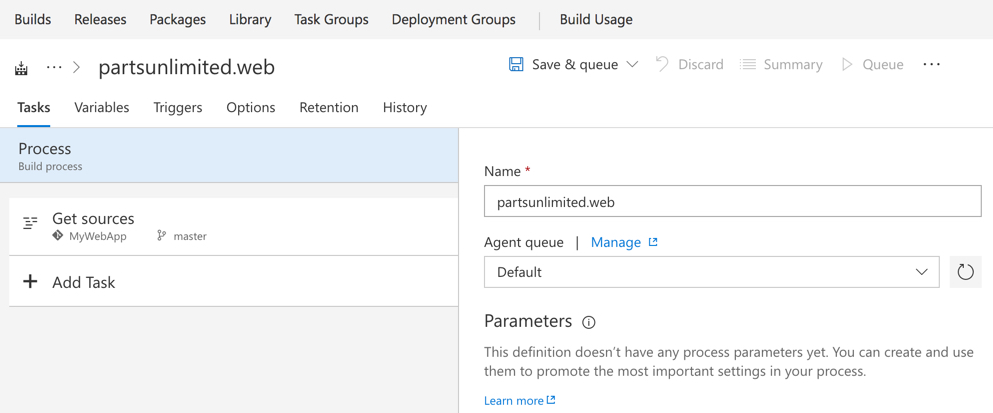 Builds Releases Packages Library Task Groups Deployment Groups | Build Usage
··· > partsunlimited.web Save & queue Discard Summary Queue ···
Tasks Variables Triggers Options Retention History
Process
Build process
Name *
partsunlimited.web
Get sources
MyWebApp master
Agent queue | Manage
Default
Add Task
Parameters
This definition doesn't have any process parameters yet. You can create and use
them to promote the most important settings in your process.
Learn more